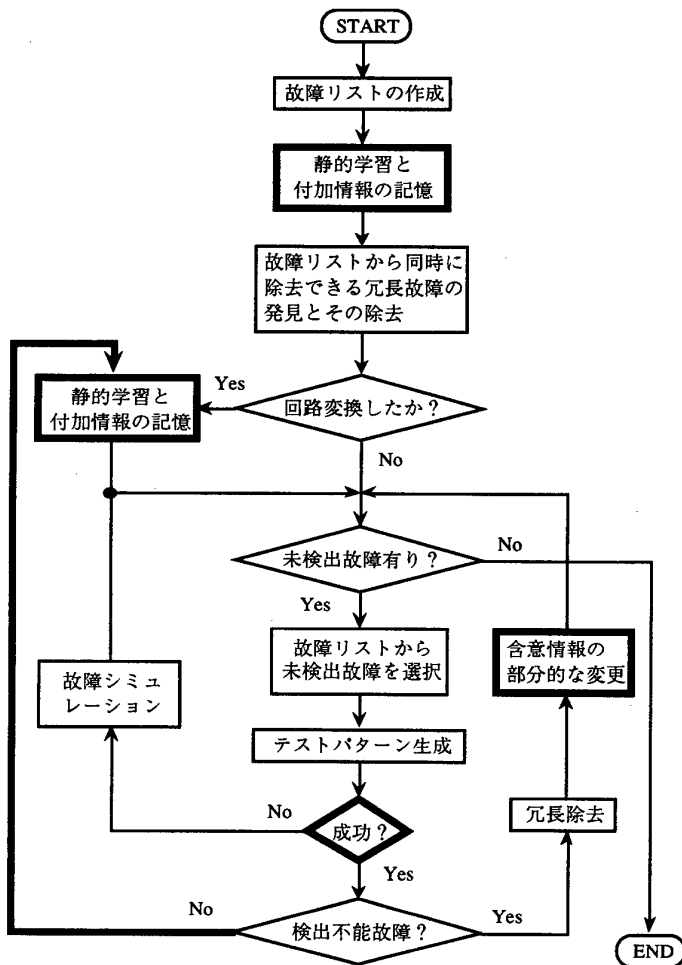 START
故障リストの作成
静的学習と
付加情報の記憶
故障リストから同時に
除去できる冗長故障の
発見とその除去
静的学習と
付加情報の記憶
Yes
回路変換したか？
No
未検出故障有り？
No
Yes
故障リストから
未検出故障を選択
含意情報の
部分的な変更
故障シミュ
レーション
テストパターン生成
冗長除去
No
成功？
Yes
No
検出不能故障？
Yes
END